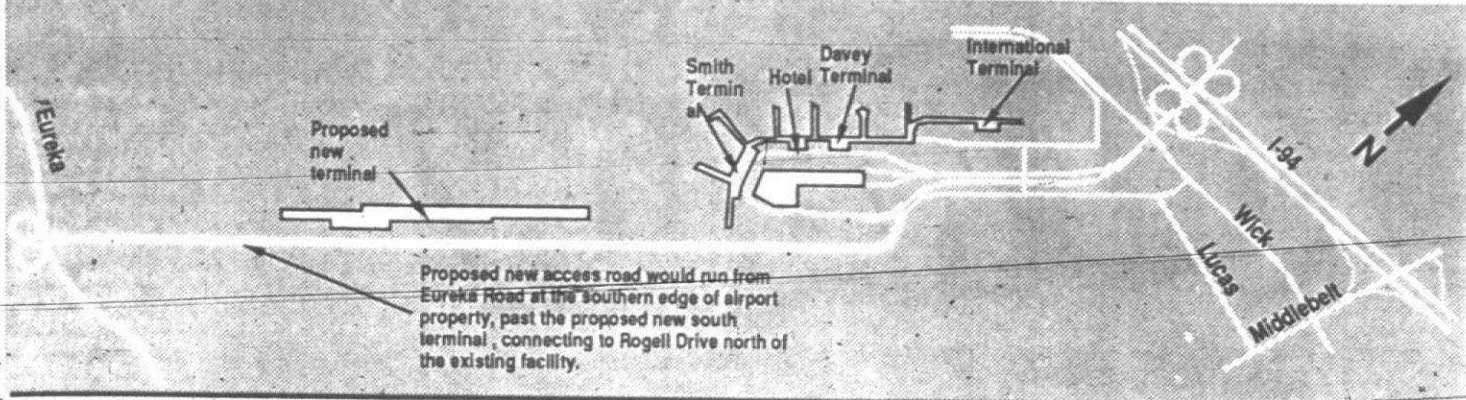 Eureka
Proposed
new
terminal
Smith
Termin
al
Hotel
Davey
Terminal
International
Terminal
I-94
N
Wick
Lucas
Middlebelt
Proposed new access road would run from
Eureka Road at the southern edge of airport
property, past the proposed new south
terminal, connecting to Rogell Drive north of
the existing facility.